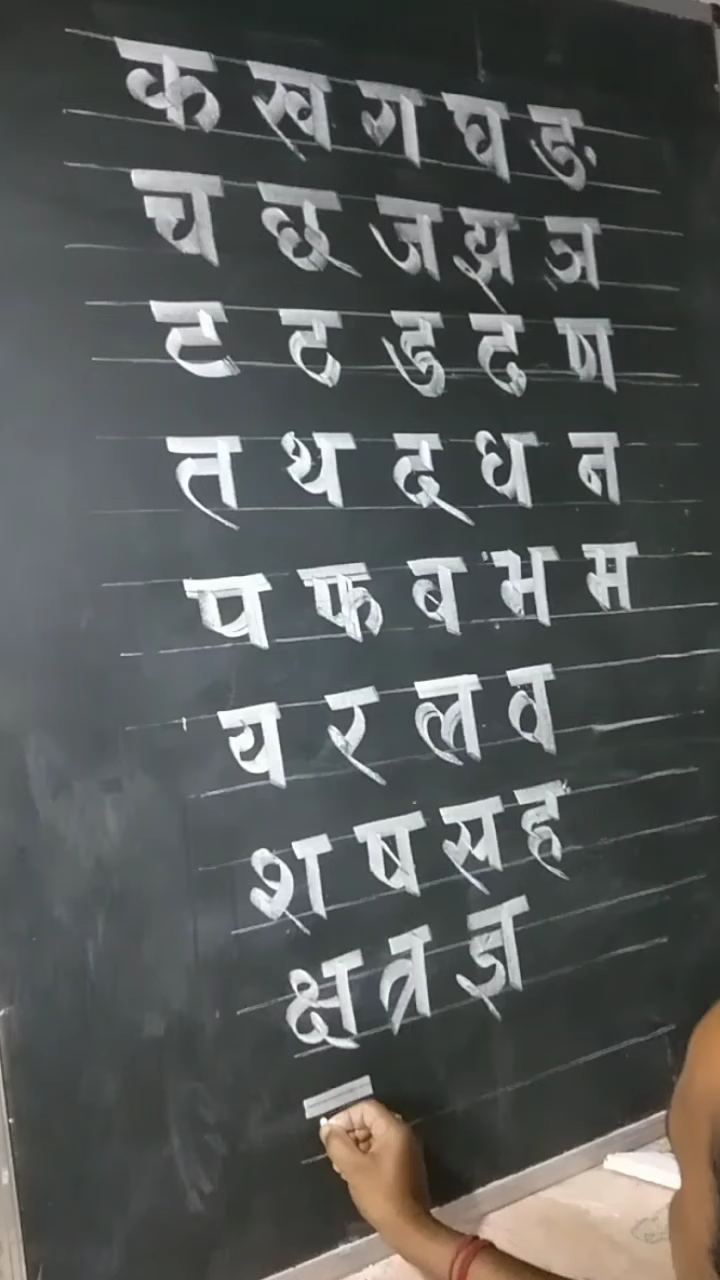 क ख ग घ ङ
च छ ज झ ञ
ट ठ ड ढ ण
त थ द ध न
प फ ब भ म
य र ल व
श ष स ह
क्ष त्र ज्ञ